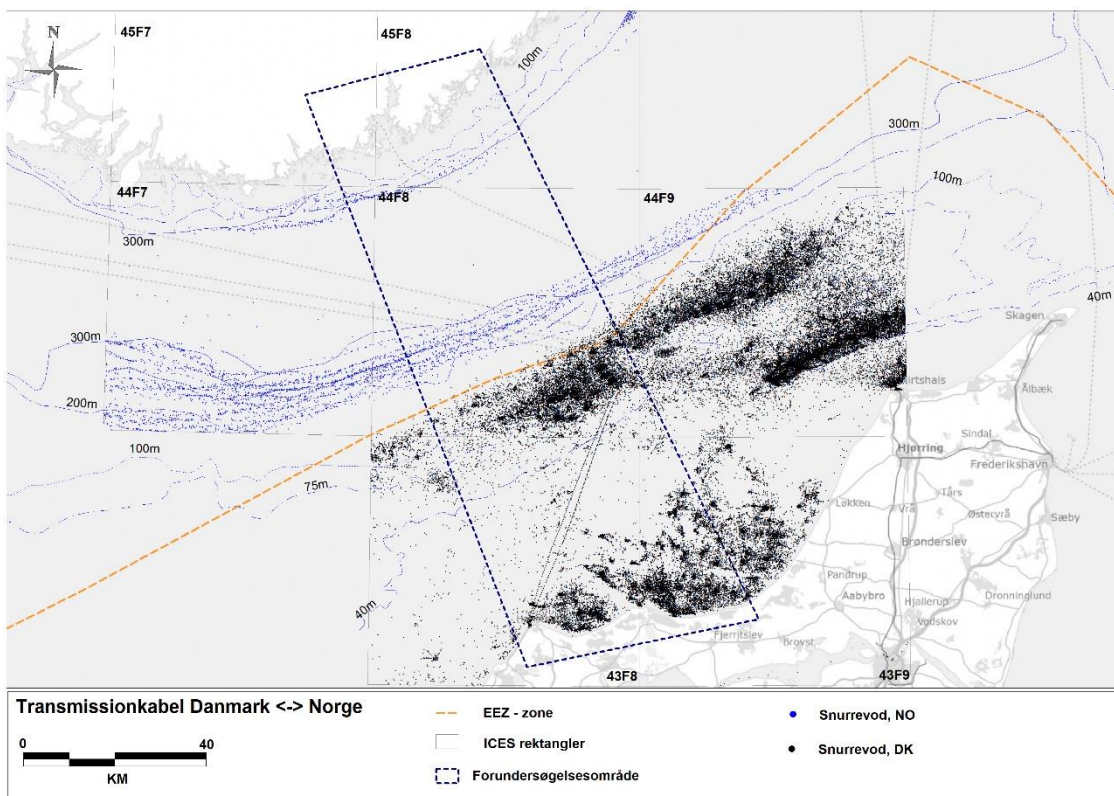 45F7
45F8
N
100m
300m
44F7
44F8
44F9
100m
300m
40m
Skagen
300m
Ålbæk
200m
Hjørring
Sindal
100m
Frederikshavn
75m
Løkken
Vrå
Tårs
Østervrå
Sæby
Brønderslev
40m
Pandrup
Aabybro
Hjallerup
Dronninglund
Vodskov
Fjerritslev
Brovst
43F8
43F9
Transmissionkabel Danmark <-> Norge
0
40
KM
EEZ - zone
ICES rektangler
Forundersøgelsesområde
Snurrevod, NO
Snurrevod, DK